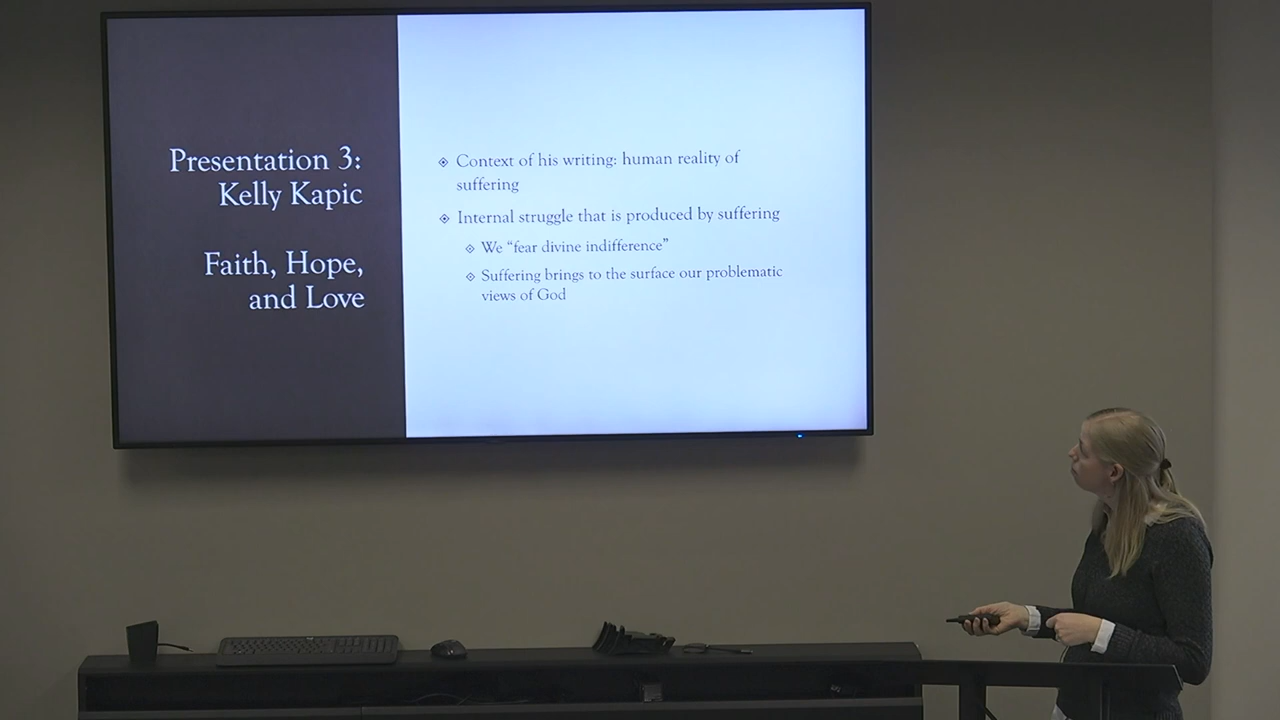 Presentation 3:
Kelly Kapic
Faith, Hope,
and Love
Context of his writing: human reality of
suffering
Internal struggle that is produced by suffering
We “fear divine indifference”
Suffering brings to the surface our problematic
views of God